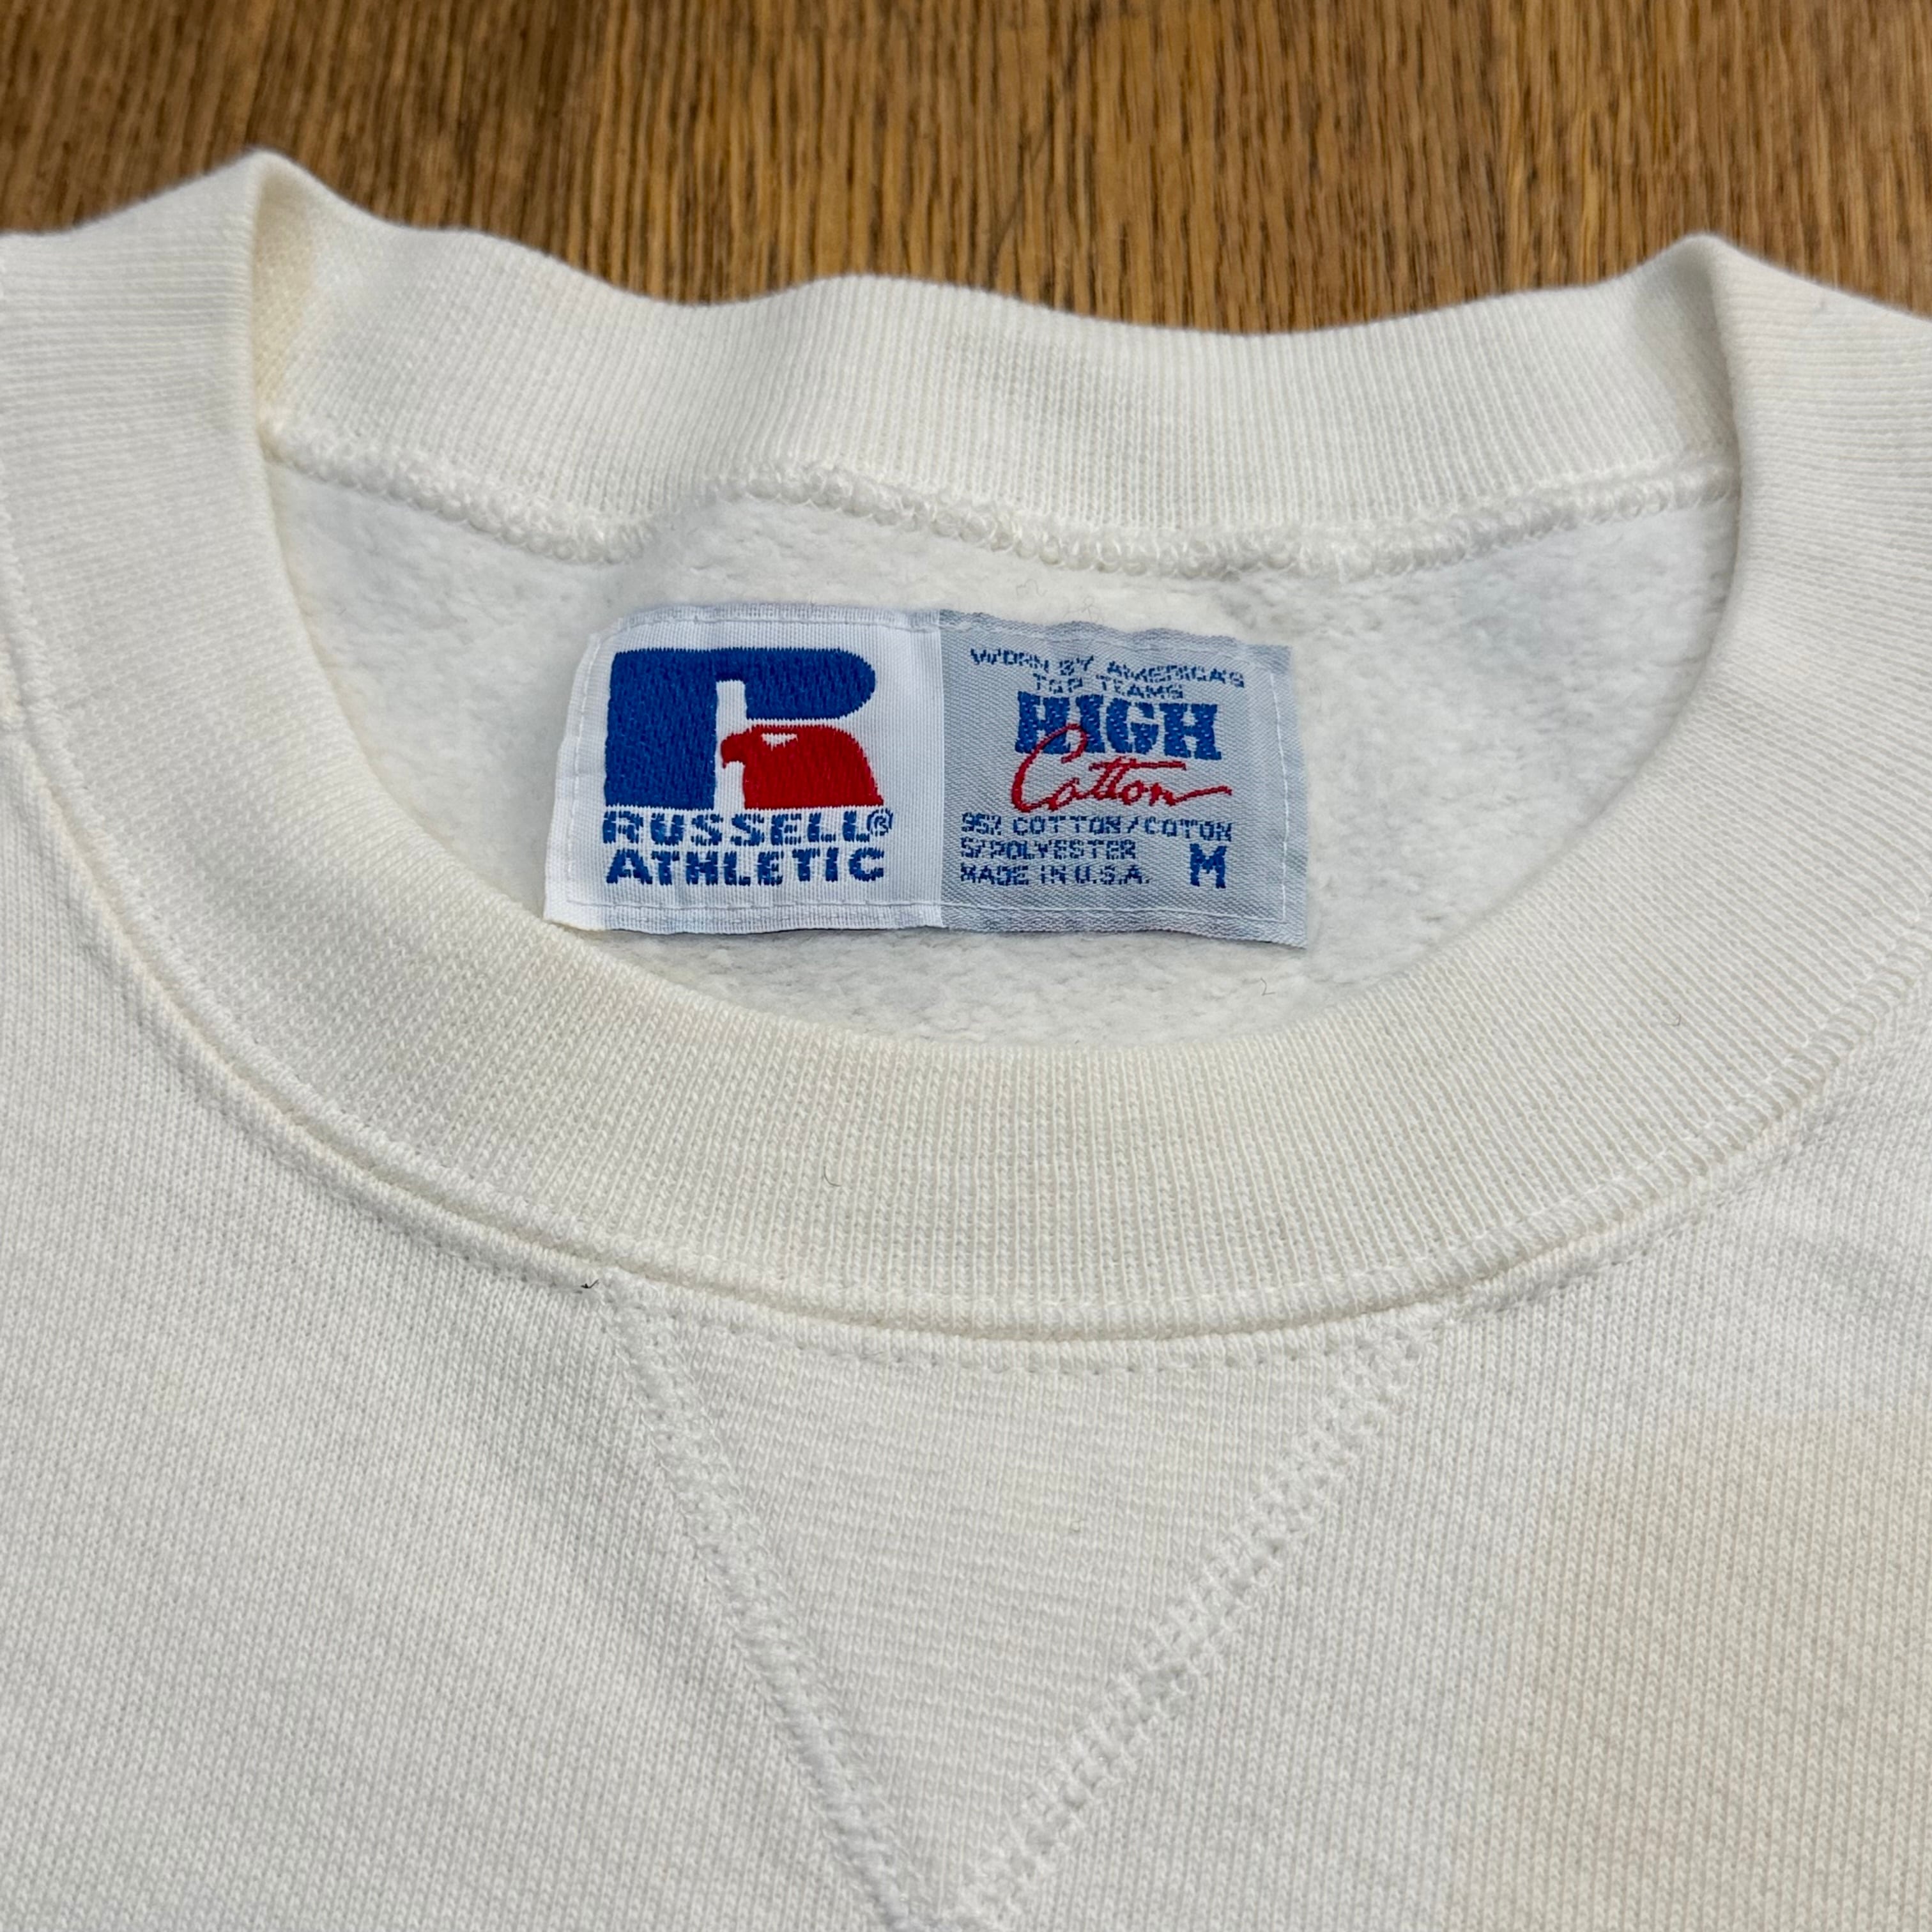 RUSSELL®
ATHLETIC
WORN BY AMERICA'S
TOP TEAMS
HIGH
Cotton
95% COTTON/COTON
5% POLYESTER
MADE IN U.S.A.
M